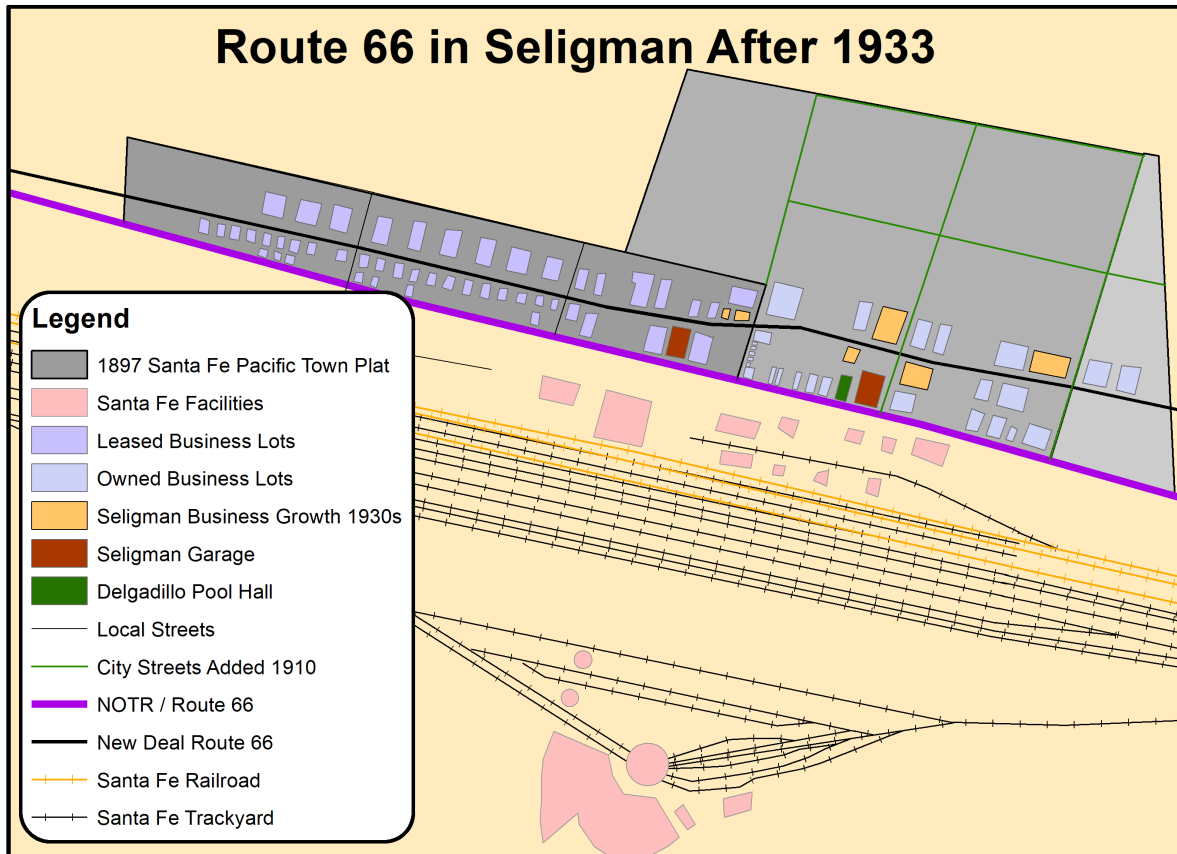 Route 66 in Seligman After 1933
Legend
1897 Santa Fe Pacific Town Plat
Santa Fe Facilities
Leased Business Lots
Owned Business Lots
Seligman Business Growth 1930s
Seligman Garage
Delgadillo Pool Hall
Local Streets
City Streets Added 1910
NOTR / Route 66
New Deal Route 66
Santa Fe Railroad
Santa Fe Trackyard